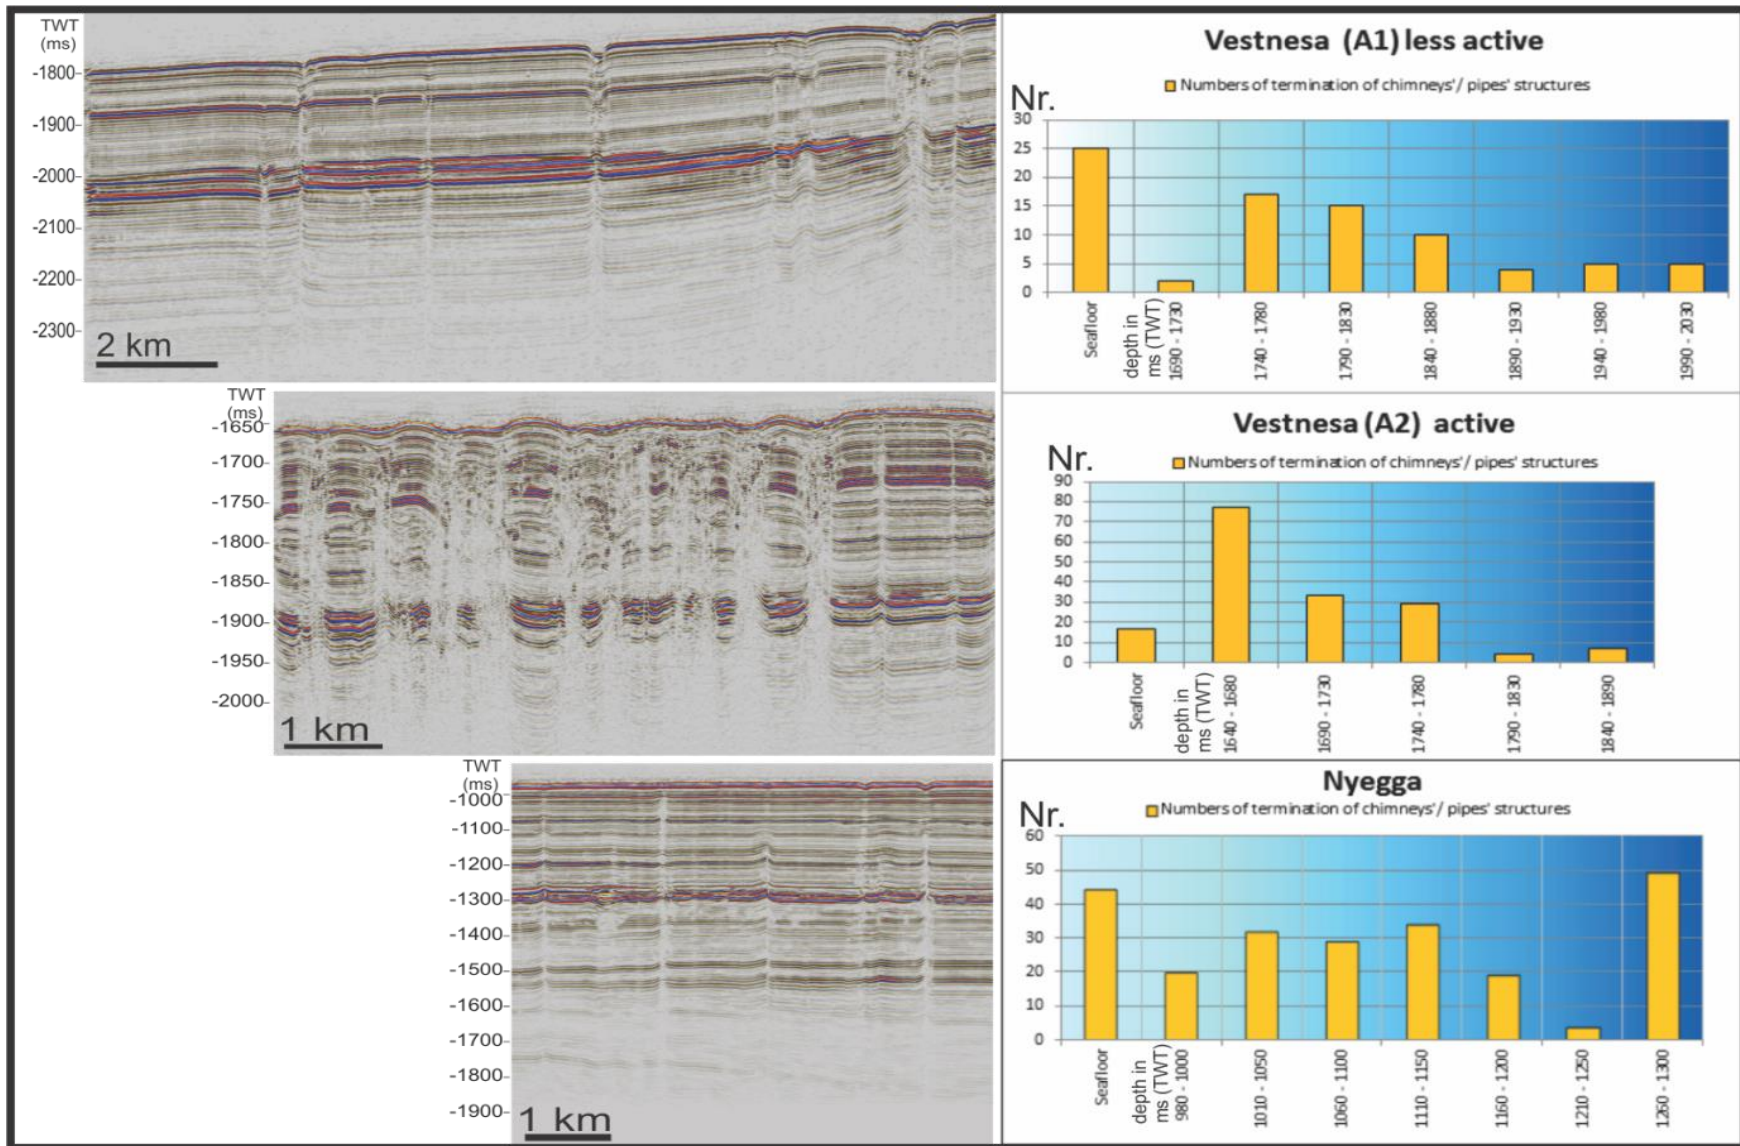 TWT
(ms)
-1800-
-1900-
-2000-
-2100-
-2200-
-2300-
2 km
Vestnesa (A1) less active
Numbers of termination of chimneys'/ pipes' structures
Nr.
30
25
20
15
10
5
0
Seafloor
depth in
ms (TWT)
1690 - 1730
1740 - 1780
1790 - 1830
1840 - 1880
1890 - 1930
1940 - 1980
1990 - 2030
TWT
(ms)
-1650-
-1700-
-1750-
-1800-
-1850-
-1900-
-1950-
-2000-
1 km
Vestnesa (A2) active
Nr.
Numbers of termination of chimneys'/ pipes' structures
90
80
70
60
50
40
30
20
10
0
Seafloor
depth in
ms (TWT)
1640 - 1680
1690 - 1730
1740 - 1780
1790 - 1830
1840 - 1890
TWT
(ms)
-1000-
-1100-
-1200-
-1300-
-1400-
-1500-
-1600-
-1700-
-1800-
-1900-
1 km
Nyegga
Numbers of termination of chimneys'/ pipes' structures
Nr.
60
50
40
30
20
10
0
Seafloor
depth in
ms (TWT)
980 - 1000
1010 - 1050
1060 - 1100
1110 - 1150
1160 - 1200
1210 - 1250
1260 - 1300